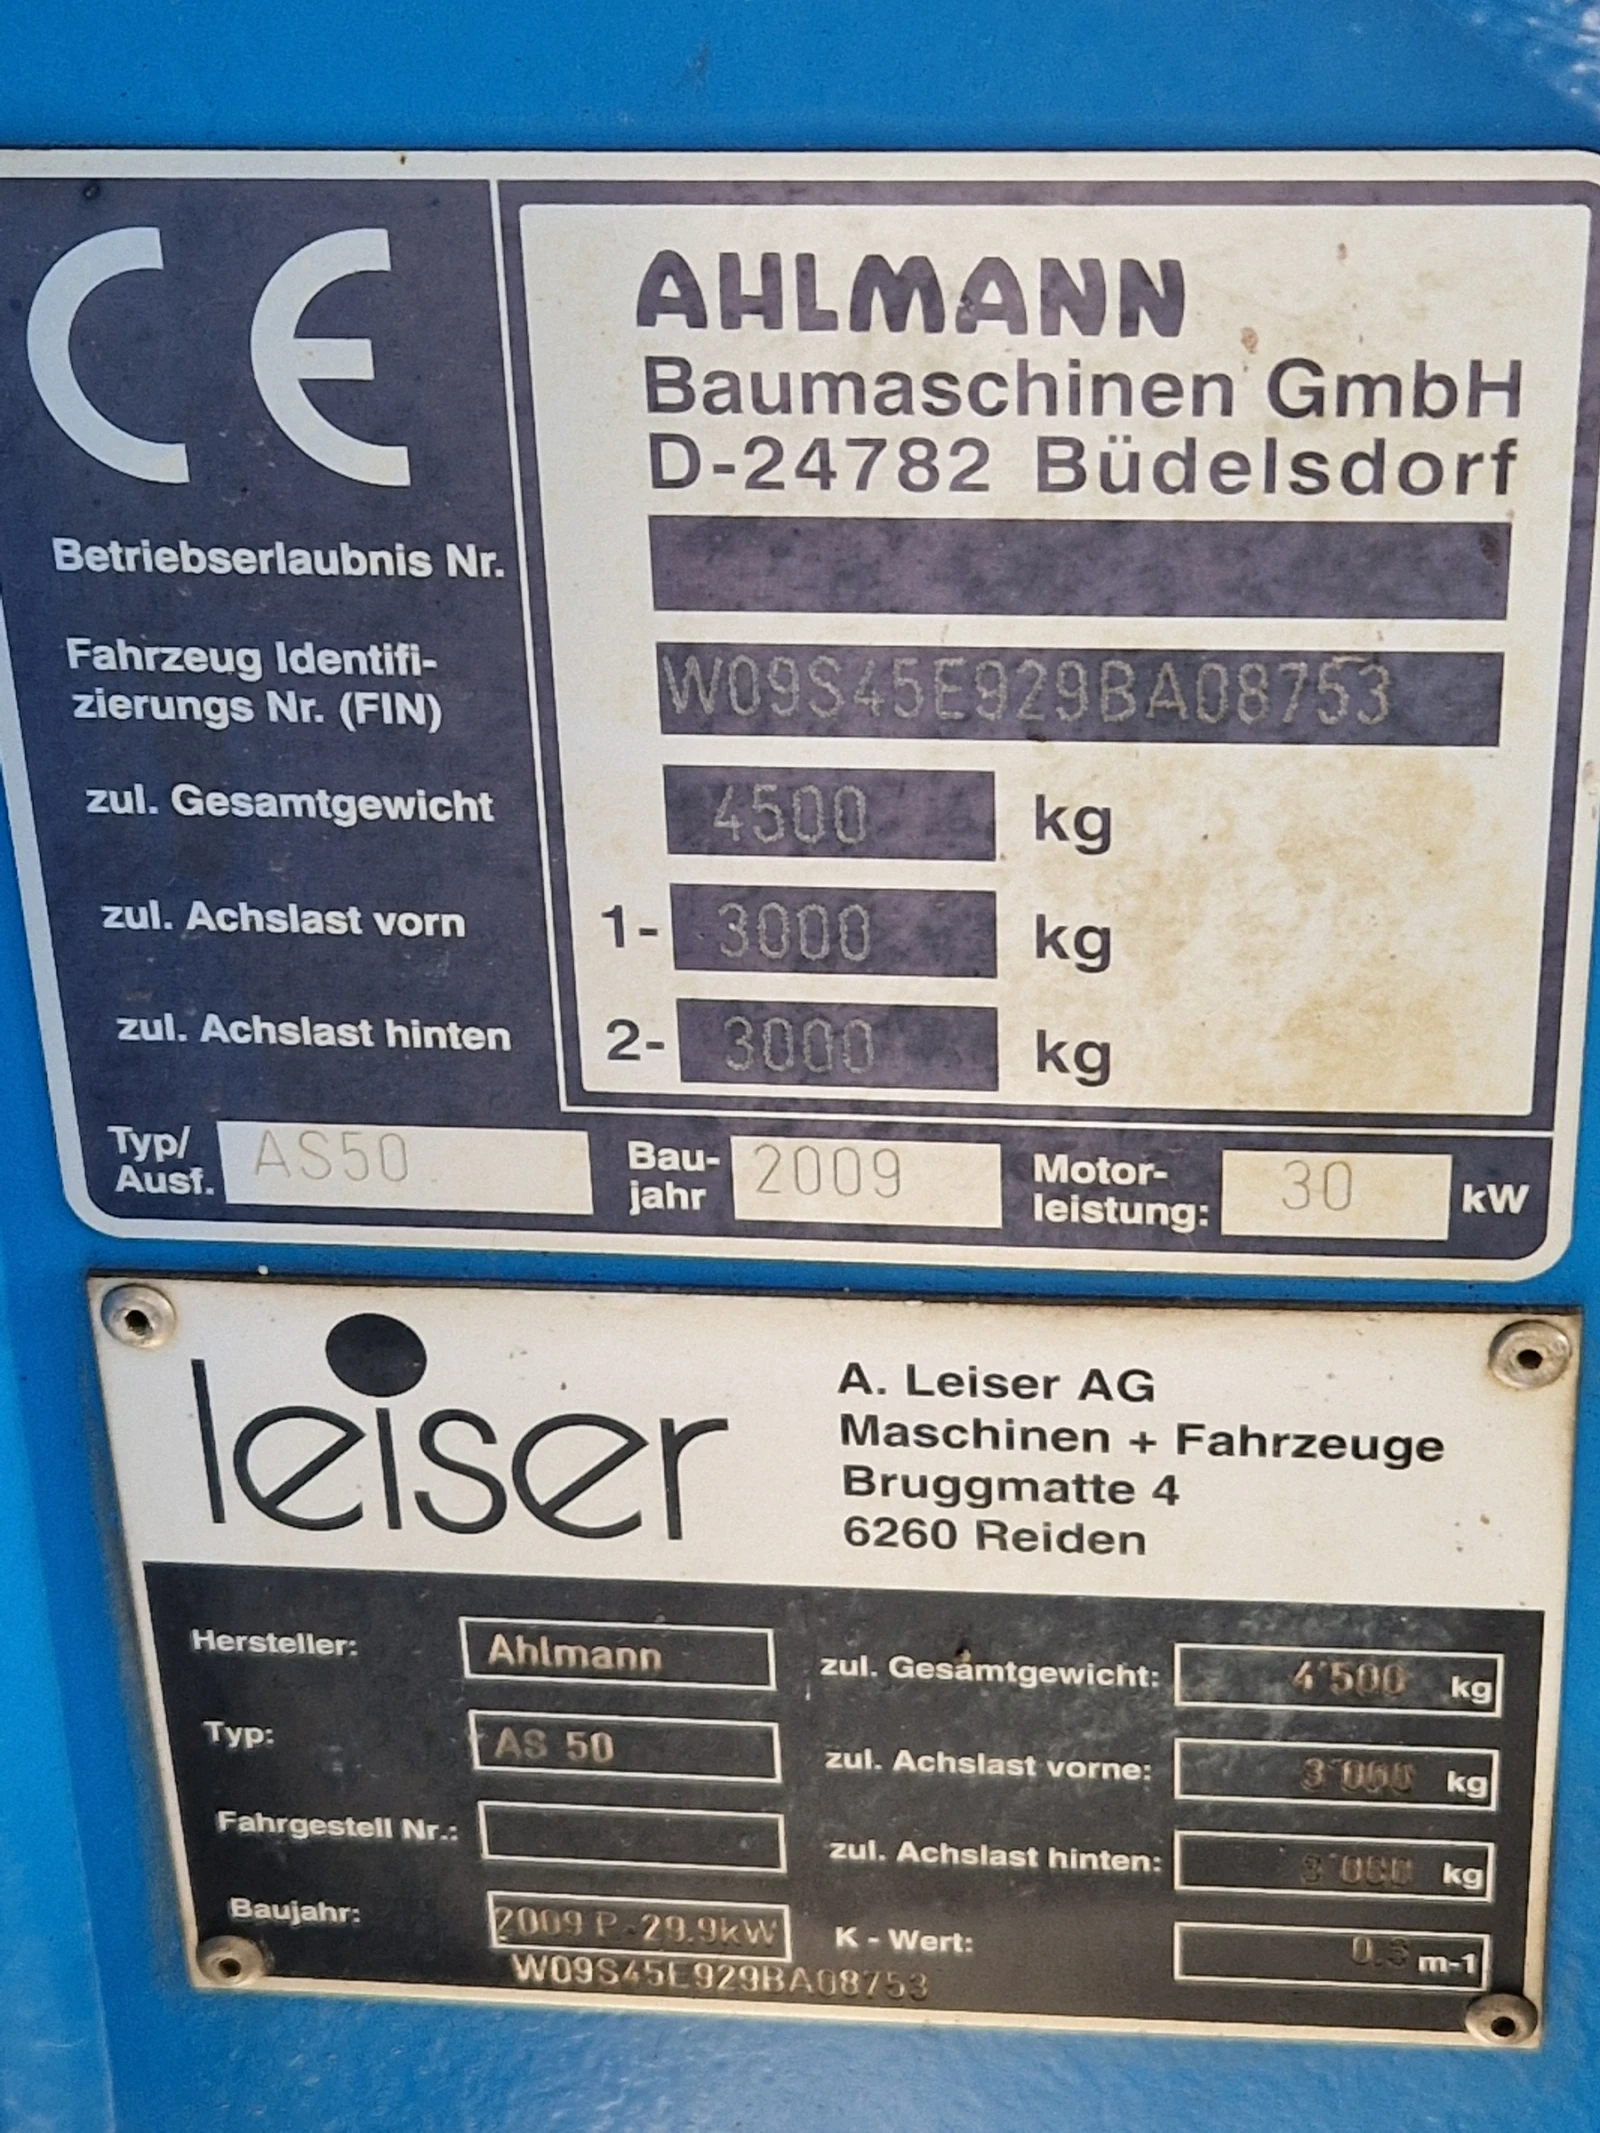 CE
AHLMANN
Baumaschinen GmbH
D-24782 Büdelsdorf
Betriebserlaubnis Nr.
Fahrzeug Identifi-
zierungs Nr. (FIN) W09S45E929BA08753
zul. Gesamtgewicht 4500 kg
zul. Achslast vorn 1- 3000 kg
zul. Achslast hinten 2- 3000 kg
Typ/
Ausf. AS50
Bau-
jahr 2009
Motor-
leistung: 30 kW
leiser
A. Leiser AG
Maschinen + Fahrzeuge
Bruggmatte 4
6260 Reiden
Hersteller: Ahlmann
Typ: AS 50
Fahrgestell Nr.:
Baujahr: 2009 P-29.9kW
W09S45E929BA08753
zul. Gesamtgewicht: 4'500 kg
zul. Achslast vorne: 3'000 kg
zul. Achslast hinten: 3'000 kg
K - Wert: m-1